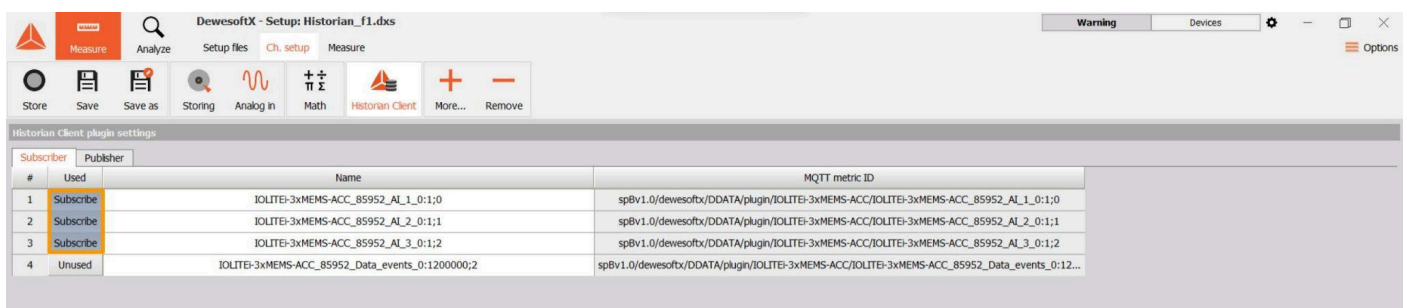 DewesoftX - Setup: Historian_f1.dxs
Warning Devices
Measure Analyze Setup files Ch. setup Measure
Options
Store Save Save as Storing Analog in Math Historian Client More... Remove
Historian Client plugin settings
Subscriber Publisher
# Used Name MQTT metric ID
1 Subscribe IOLITEi-3xMEMS-ACC_85952_AI_1_0:1;0 spBv1.0/dewesoftx/DDATA/plugin/IOLITEi-3xMEMS-ACC/IOLITEi-3xMEMS-ACC_85952_AI_1_0:1;0
2 Subscribe IOLITEi-3xMEMS-ACC_85952_AI_2_0:1;1 spBv1.0/dewesoftx/DDATA/plugin/IOLITEi-3xMEMS-ACC/IOLITEi-3xMEMS-ACC_85952_AI_2_0:1;1
3 Subscribe IOLITEi-3xMEMS-ACC_85952_AI_3_0:1;2 spBv1.0/dewesoftx/DDATA/plugin/IOLITEi-3xMEMS-ACC/IOLITEi-3xMEMS-ACC_85952_AI_3_0:1;2
4 Unused IOLITEi-3xMEMS-ACC_85952_Data_events_0:1200000;2 spBv1.0/dewesoftx/DDATA/plugin/IOLITEi-3xMEMS-ACC/IOLITEi-3xMEMS-ACC_85952_Data_events_0:12...